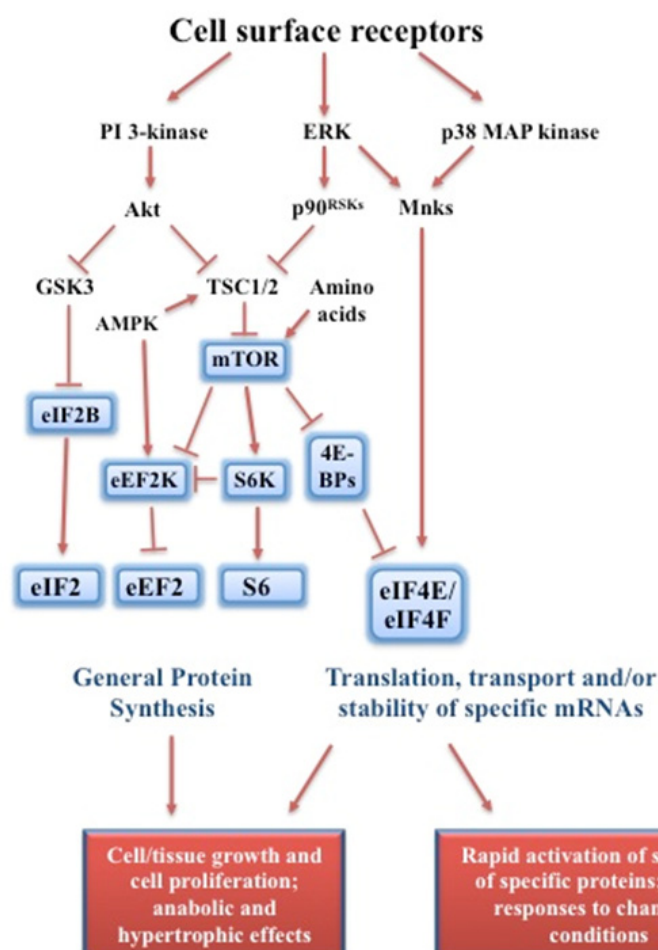 Cell surface receptors
PI 3-kinase
ERK
p38 MAP kinase
Akt
p90RSKs
Mnks
GSK3
TSC1/2
Amino
acids
AMPK
mTOR
eIF2B
eEF2K
S6K
4E-
BPs
eIF2
eEF2
S6
eIF4E/
eIF4F
General Protein
Synthesis
Translation, transport and/or
stability of specific mRNAs
Cell/tissue growth and
cell proliferation;
anabolic and
hypertrophic effects
Rapid activation of
of specific proteins
responses to
conditions